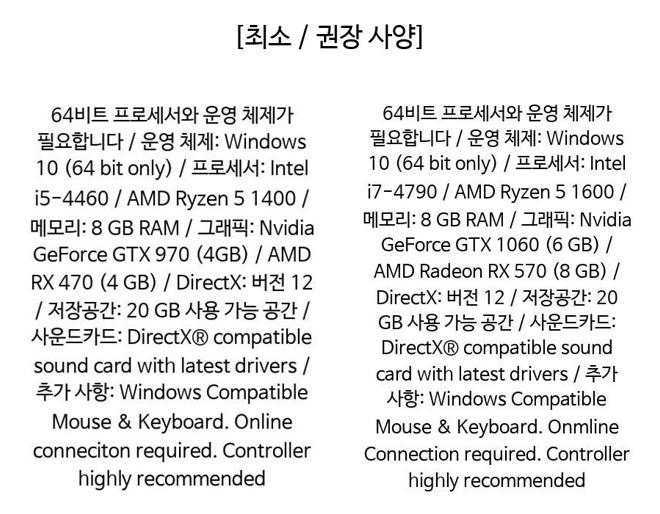 [최소 / 권장 사양]
64비트 프로세서와 운영 체제가
필요합니다 / 운영 체제: Windows
10 (64 bit only) / 프로세서: Intel
i5-4460 / AMD Ryzen 5 1400 /
메모리: 8 GB RAM / 그래픽: Nvidia
GeForce GTX 970 (4GB) / AMD
RX 470 (4 GB) / DirectX: 버전 12
/ 저장공간: 20 GB 사용 가능 공간 /
사운드카드: DirectX® compatible
sound card with latest drivers /
추가 사항: Windows Compatible
Mouse & Keyboard. Online
conneciton required. Controller
highly recommended
64비트 프로세서와 운영 체제가
필요합니다 / 운영 체제: Windows
10 (64 bit only) / 프로세서: Intel
i7-4790 / AMD Ryzen 5 1600 /
메모리: 8 GB RAM / 그래픽: Nvidia
GeForce GTX 1060 (6 GB) /
AMD Radeon RX 570 (8 GB) /
DirectX: 버전 12 / 저장공간: 20
GB 사용 가능 공간 / 사운드카드:
DirectX® compatible sound
card with latest drivers / 추가
사항: Windows Compatible
Mouse & Keyboard. Onmline
Connection required. Controller
highly recommended